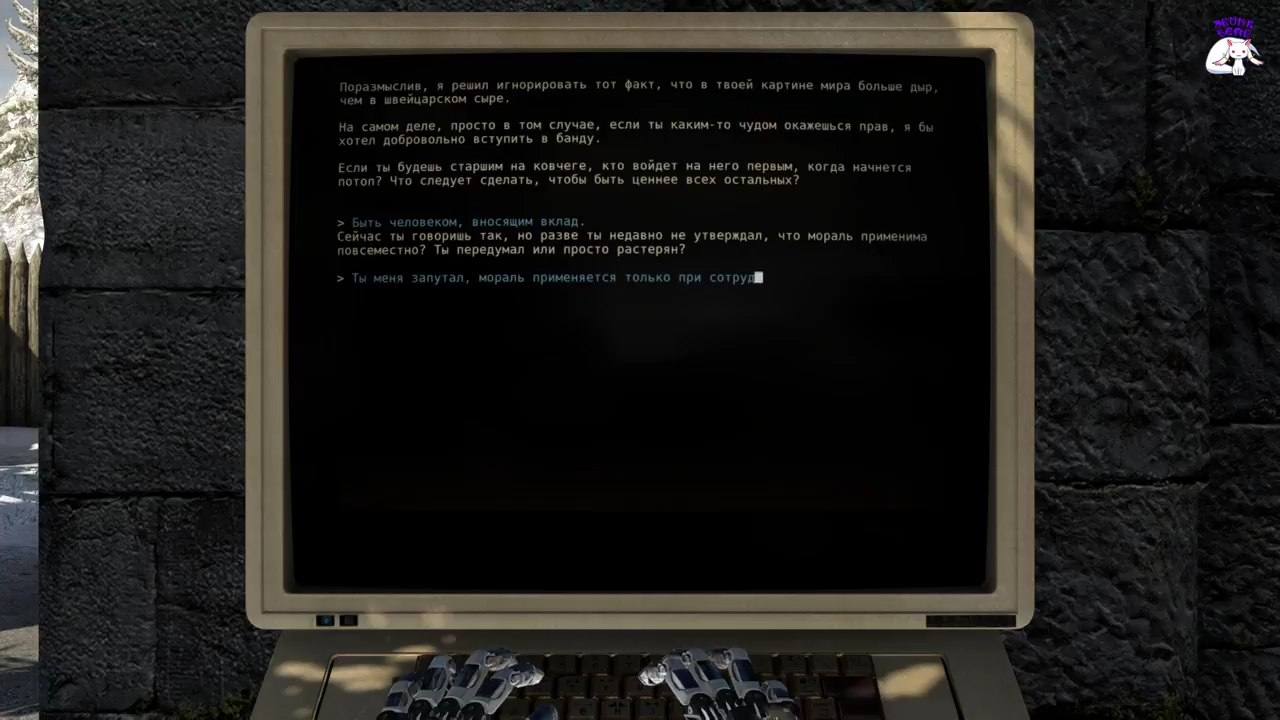 Поразмыслив, я решил игнорировать тот факт, что в твоей картине мира больше дыр,
чем в швейцарском сыре.
На самом деле, просто в том случае, если ты каким-то чудом окажешься прав, я бы
хотел добровольно вступить в банду.
Если ты будешь старшим на ковчеге, кто войдет на него первым, когда начнется
потоп? Что следует сделать, чтобы быть ценнее всех остальных?
> Быть человеком, вносящим вклад.
Сейчас ты говоришь так, но разве ты недавно не утверждал, что мораль применима
повсеместно? Ты передумал или просто растерян?
> Ты меня запутал, мораль применяется только при сотруд